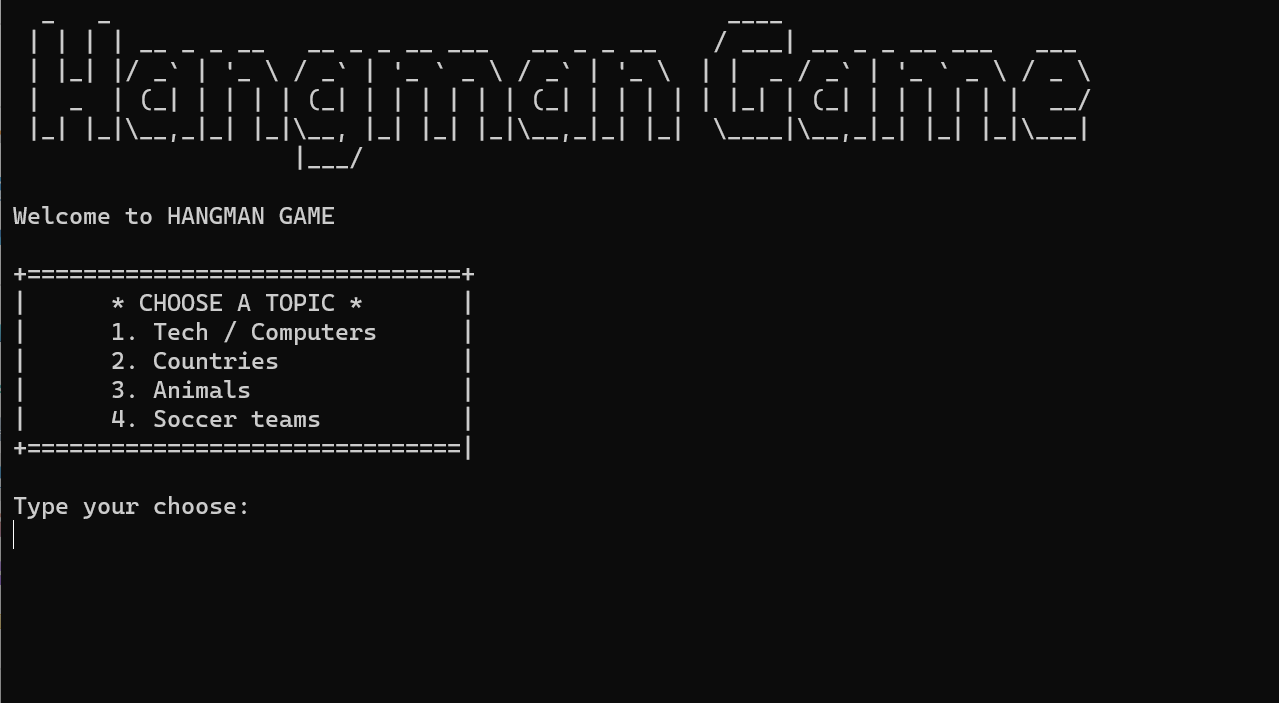 Hangman Game
Welcome to HANGMAN GAME
+===============================+
| * CHOOSE A TOPIC * |
| 1. Tech / Computers |
| 2. Countries |
| 3. Animals |
| 4. Soccer teams |
+===============================|
Type your choose: